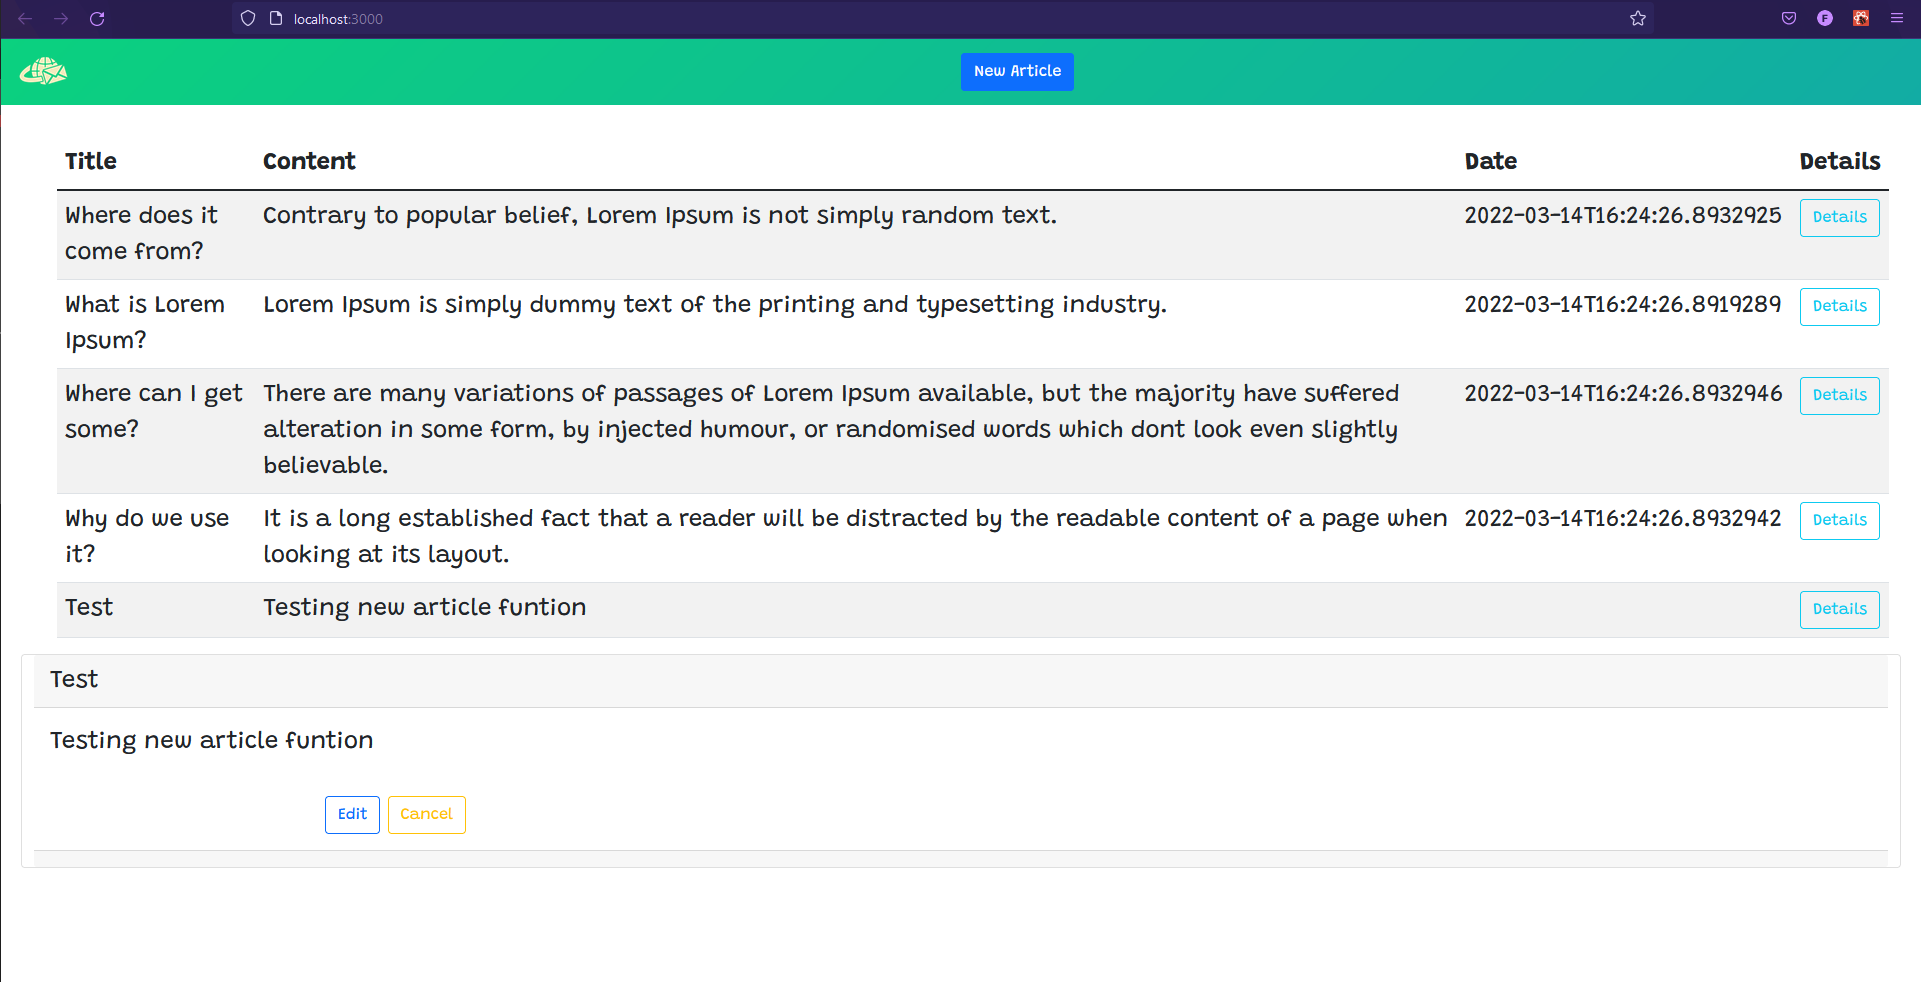 localhost:3000
New Article
Title Content Date Details
Where does it Contrary to popular belief, Lorem Ipsum is not simply random text. 2022-03-14T16:24:26.8932925 Details
come from?
What is Lorem Lorem Ipsum is simply dummy text of the printing and typesetting industry. 2022-03-14T16:24:26.8919289 Details
Ipsum?
Where can I get There are many variations of passages of Lorem Ipsum available, but the majority have suffered 2022-03-14T16:24:26.8932946 Details
some? alteration in some form, by injected humour, or randomised words which dont look even slightly
believable.
Why do we use It is a long established fact that a reader will be distracted by the readable content of a page when 2022-03-14T16:24:26.8932942 Details
it? looking at its layout.
Test Testing new article funtion Details
Test
Testing new article funtion
Edit Cancel